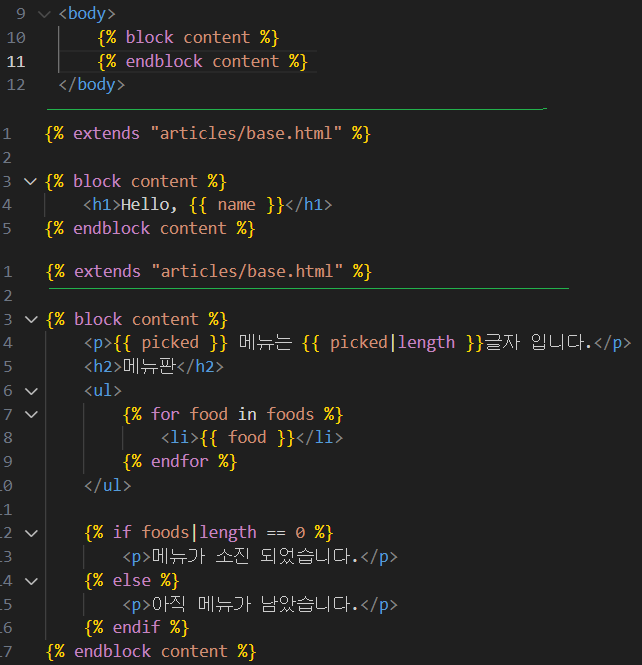 9 <body>
10 {% block content %}
11 {% endblock content %}
12 </body>
1 {% extends "articles/base.html" %}
2
3 {% block content %}
4 <h1>Hello, {{ name }}</h1>
5 {% endblock content %}
1 {% extends "articles/base.html" %}
2
3 {% block content %}
4 <p>{{ picked }} 메뉴는 {{ picked|length }}글자 입니다.</p>
5 <h2>메뉴판</h2>
6 <ul>
7 {% for food in foods %}
8 <li>{{ food }}</li>
9 {% endfor %}
10 </ul>
11
12 {% if foods|length == 0 %}
13 <p>메뉴가 소진 되었습니다.</p>
14 {% else %}
15 <p>아직 메뉴가 남았습니다.</p>
16 {% endif %}
17 {% endblock content %}